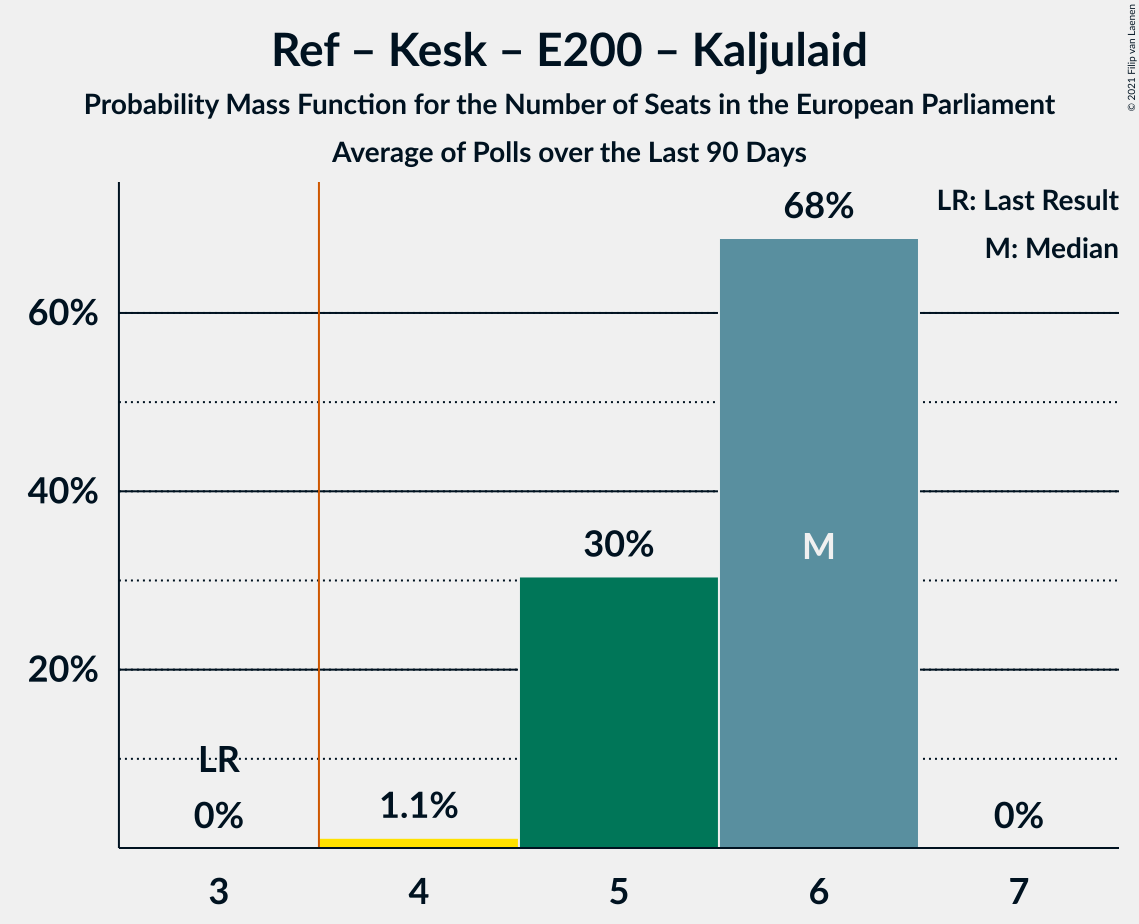 Ref – Kesk – E200 – Kaljulaid
Probability Mass Function for the Number of Seats in the European Parliament
Average of Polls over the Last 90 Days
© 2021 Filip van Laenen
LR: Last Result
M: Median
68%
60%
40%
30%
M
20%
LR
0%
1.1%
0%
3 4 5 6 7